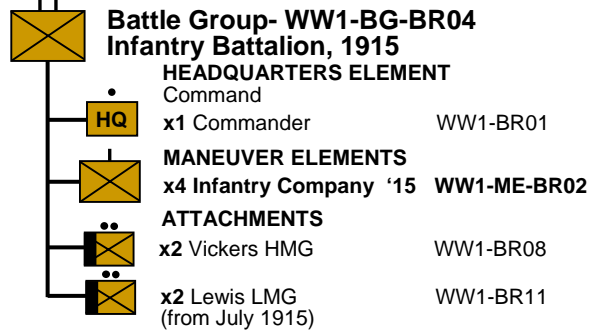 Battle Group- WW1-BG-BR04
Infantry Battalion, 1915
HEADQUARTERS ELEMENT
Command
HQ x1 Commander WW1-BR01
MANEUVER ELEMENTS
x4 Infantry Company ‘15 WW1-ME-BR02
ATTACHMENTS
x2 Vickers HMG WW1-BR08
x2 Lewis LMG WW1-BR11
(from July 1915)